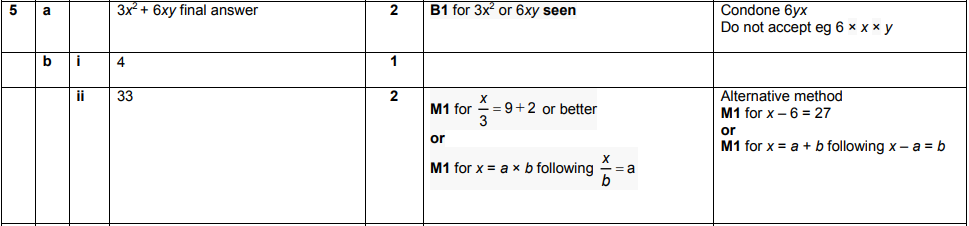 5 a 3x² + 6xy final answer 2 B1 for 3x² or 6xy seen Condone 6yx
Do not accept eg 6 × x × y
b i 4 1
ii 33 2 M1 for x/3 = 9 + 2 or better
or
M1 for x = a × b following x/b = a
Alternative method
M1 for x – 6 = 27
or
M1 for x = a + b following x – a = b